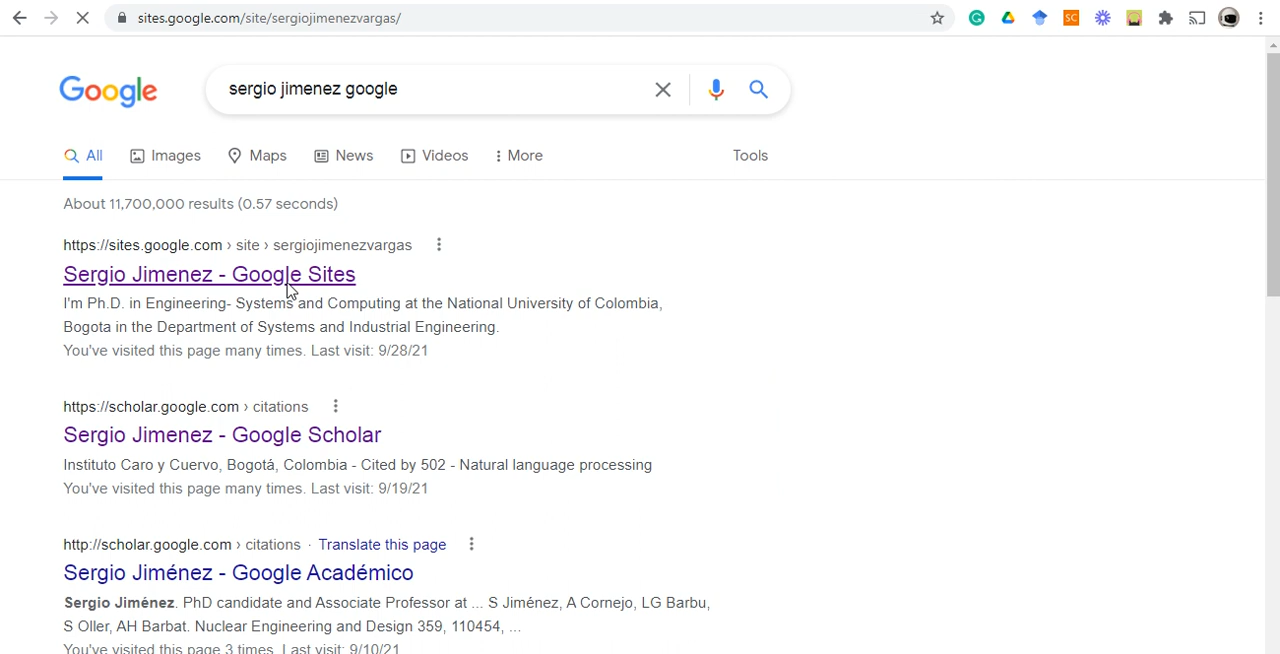 sites.google.com/site/sergiojimenezvargas/
SC
Google
sergio jimenez google
All
Images
Maps
News
Videos
More
Tools
About 11,700,000 results (0.57 seconds)
https://sites.google.com › site › sergiojimenezvargas
Sergio Jimenez - Google Sites
I'm Ph.D. in Engineering- Systems and Computing at the National University of Colombia,
Bogota in the Department of Systems and Industrial Engineering.
You've visited this page many times. Last visit: 9/28/21
https://scholar.google.com › citations
Sergio Jimenez - Google Scholar
Instituto Caro y Cuervo, Bogotá, Colombia - Cited by 502 - Natural language processing
You've visited this page many times. Last visit: 9/19/21
http://scholar.google.com › citations · Translate this page
Sergio Jiménez - Google Académico
Sergio Jiménez. PhD candidate and Associate Professor at ... S Jiménez, A Cornejo, LG Barbu,
S Oller, AH Barbat. Nuclear Engineering and Design 359, 110454, ...
You've visited this page 3 times. Last visit: 9/10/21